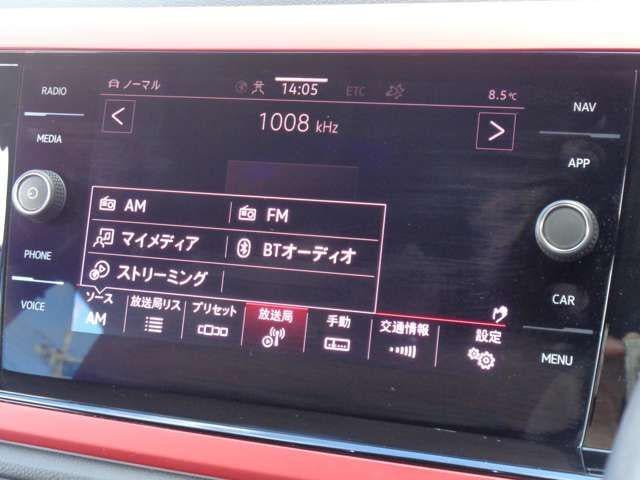 RADIO
MEDIA
PHONE
VOICE
ノーマル
14:05
ETC
8.5℃
1008 kHz
AM
FM
マイメディア
BTオーディオ
ストリーミング
ソース
AM
放送局リス
プリセット
放送局
手動
交通情報
設定
NAV
APP
CAR
MENU